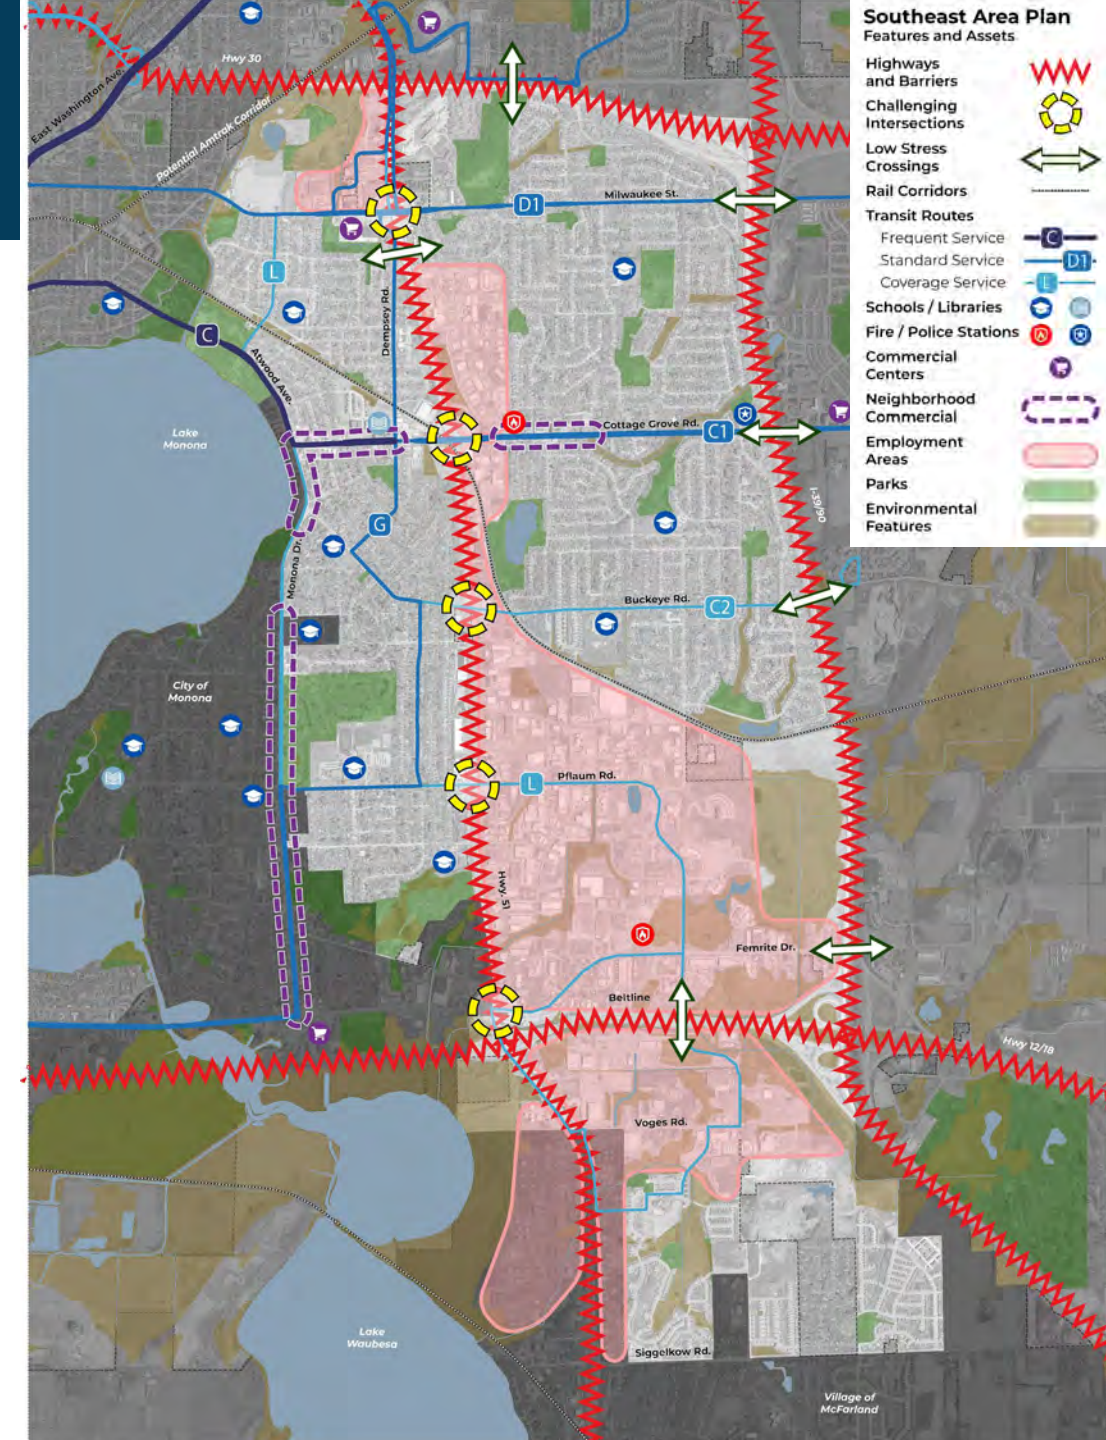 Southeast Area Plan
Features and Assets
Highways
and Barriers
Challenging
Intersections
Low Stress
Crossings
Rail Corridors
Transit Routes
Frequent Service
C
Standard Service
D1
Coverage Service
L
Schools / Libraries
Fire / Police Stations
Commercial
Centers
Neighborhood
Commercial
Employment
Areas
Parks
Environmental
Features
Hwy 30
East Washington Ave.
Potential Amtrak Corridor
Milwaukee St.
D1
L
Dempsey Rd.
C
Atwood Ave.
Lake
Monona
Cottage Grove Rd.
C1
I-39/90
G
Monona Dr.
Buckeye Rd.
C2
City of
Monona
Pflaum Rd.
L
Hwy. 51
Femrite Dr.
Beltline
Hwy 12/18
Voges Rd.
Lake
Waubesa
Siggelkow Rd.
Village of
McFarland